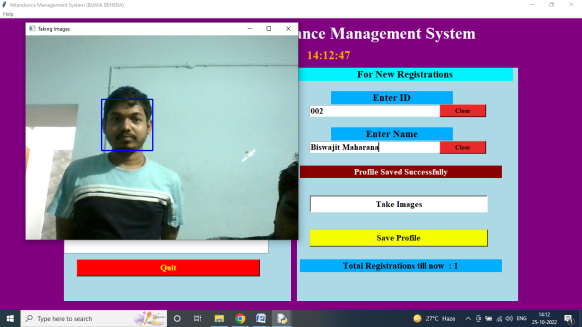 Attendance Management System (BIJAYA BEHERA)
Help
Taking Images
ance Management System
14:12:47
For New Registrations
Enter ID
002
Clear
Enter Name
Biswajit Maharana
Clear
Profile Saved Successfully
Take Images
Save Profile
Quit
Total Registrations till now : 1
Type here to search
27°C Haze
ENG
14:12
25-10-2022